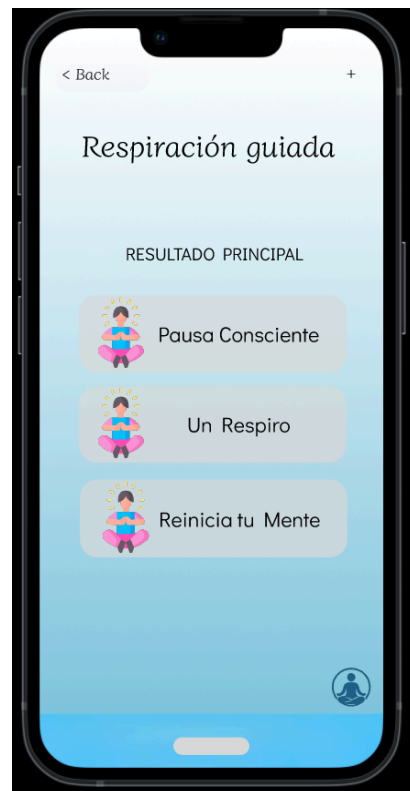 < Back +
Respiración guiada
RESULTADO PRINCIPAL
Pausa Consciente
Un Respiro
Reinicia tu Mente